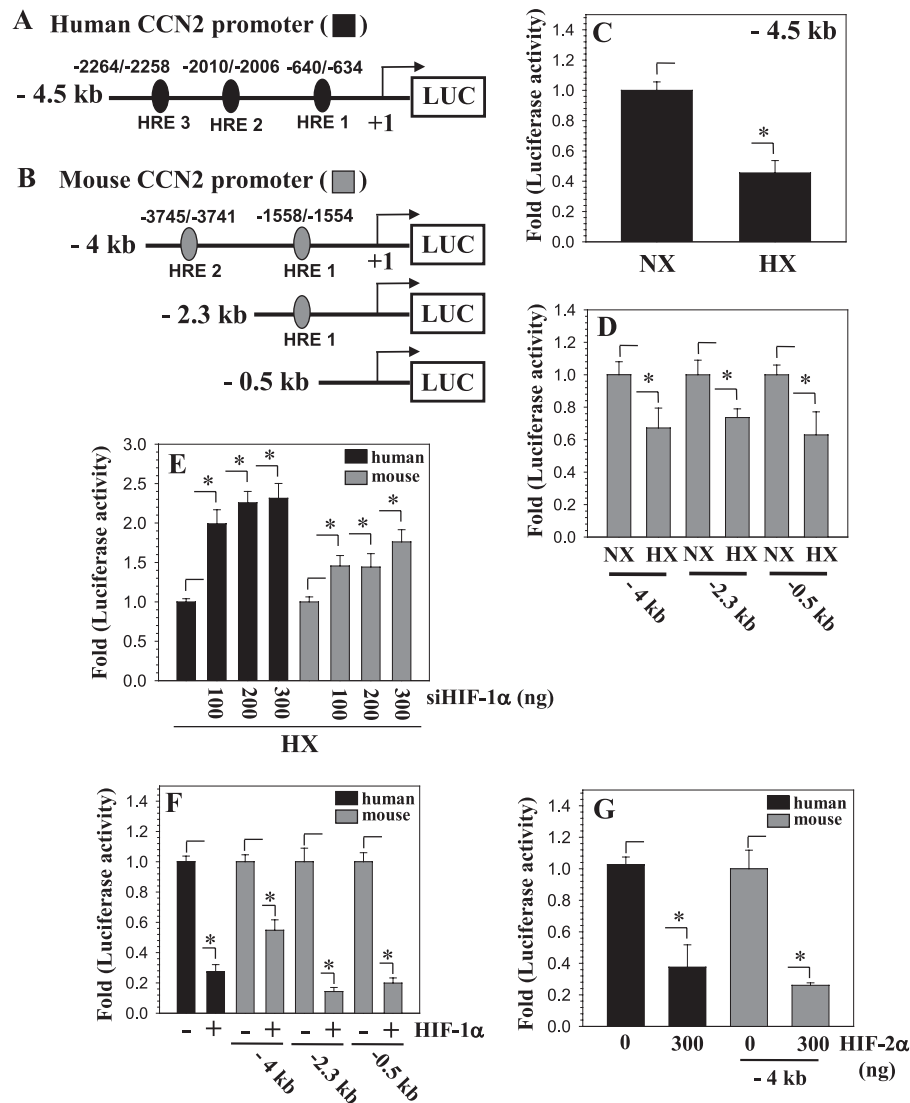 A Human CCN2 promoter ( )
-2264/-2258 -2010/-2006 -640/-634
- 4.5 kb LUC
HRE 3 HRE 2 HRE 1 +1
B Mouse CCN2 promoter ( )
-3745/-3741 -1558/-1554
- 4 kb LUC
HRE 2 HRE 1 +1
- 2.3 kb LUC
HRE 1
- 0.5 kb LUC
C - 4.5 kb
Fold (Luciferase activity)
1.4
1.2
1.0
0.8
0.6
0.4
0.2
0.0
*
NX HX
D
Fold (Luciferase activity)
1.4
1.2
1.0
0.8
0.6
0.4
0.2
0.0
* * *
NX HX NX HX NX HX
- 4 kb -2.3 kb -0.5 kb
E human
mouse
Fold (Luciferase activity)
3.0
2.5
2.0
1.5
1.0
0.5
0.0
* * * * * *
100 200 300 100 200 300 siHIF-1α (ng)
HX
F human
mouse
Fold (Luciferase activity)
1.4
1.2
1.0
0.8
0.6
0.4
0.2
0.0
* * * *
- + - + - + - + HIF-1α
- 4 kb -2.3 kb -0.5 kb
G human
mouse
Fold (Luciferase activity)
1.4
1.2
1.0
0.8
0.6
0.4
0.2
0.0
* *
0 300 0 300 HIF-2α
(ng)
- 4 kb